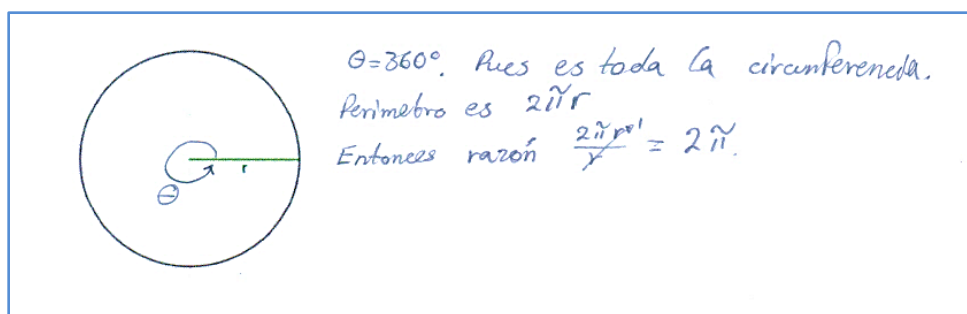 θ=360°. Pues es toda la circunferencia.
Perimetro es 2πr
Entonces razón 2πr/r = 2π.
r
θ